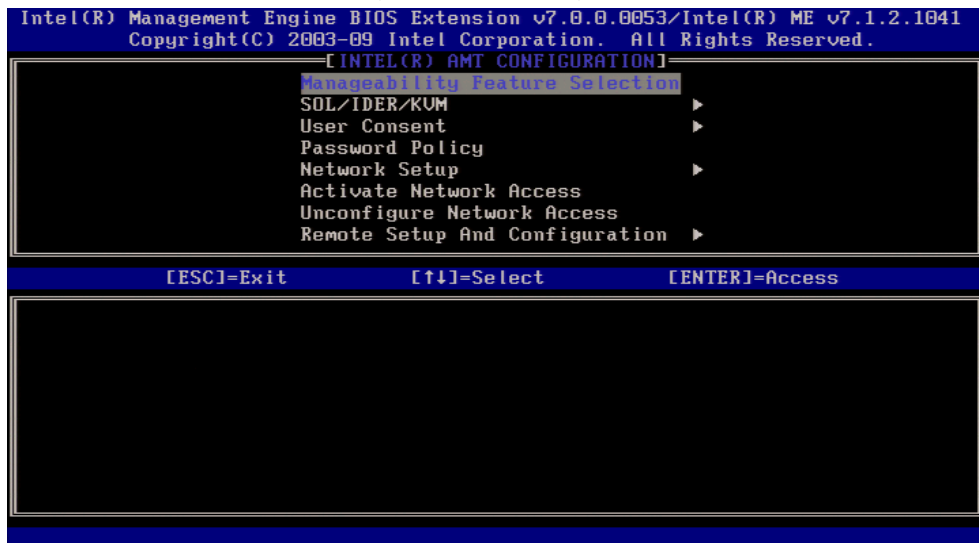 Intel(R) Management Engine BIOS Extension v7.0.0.0053/Intel(R) ME v7.1.2.1041
Copyright(C) 2003-09 Intel Corporation. All Rights Reserved.
[INTEL(R) AMT CONFIGURATION]
Manageability Feature Selection
SOL/IDER/KVM ►
User Consent ►
Password Policy
Network Setup ►
Activate Network Access
Unconfigure Network Access
Remote Setup And Configuration ►
[ESC]=Exit [↑↓]=Select [ENTER]=Access